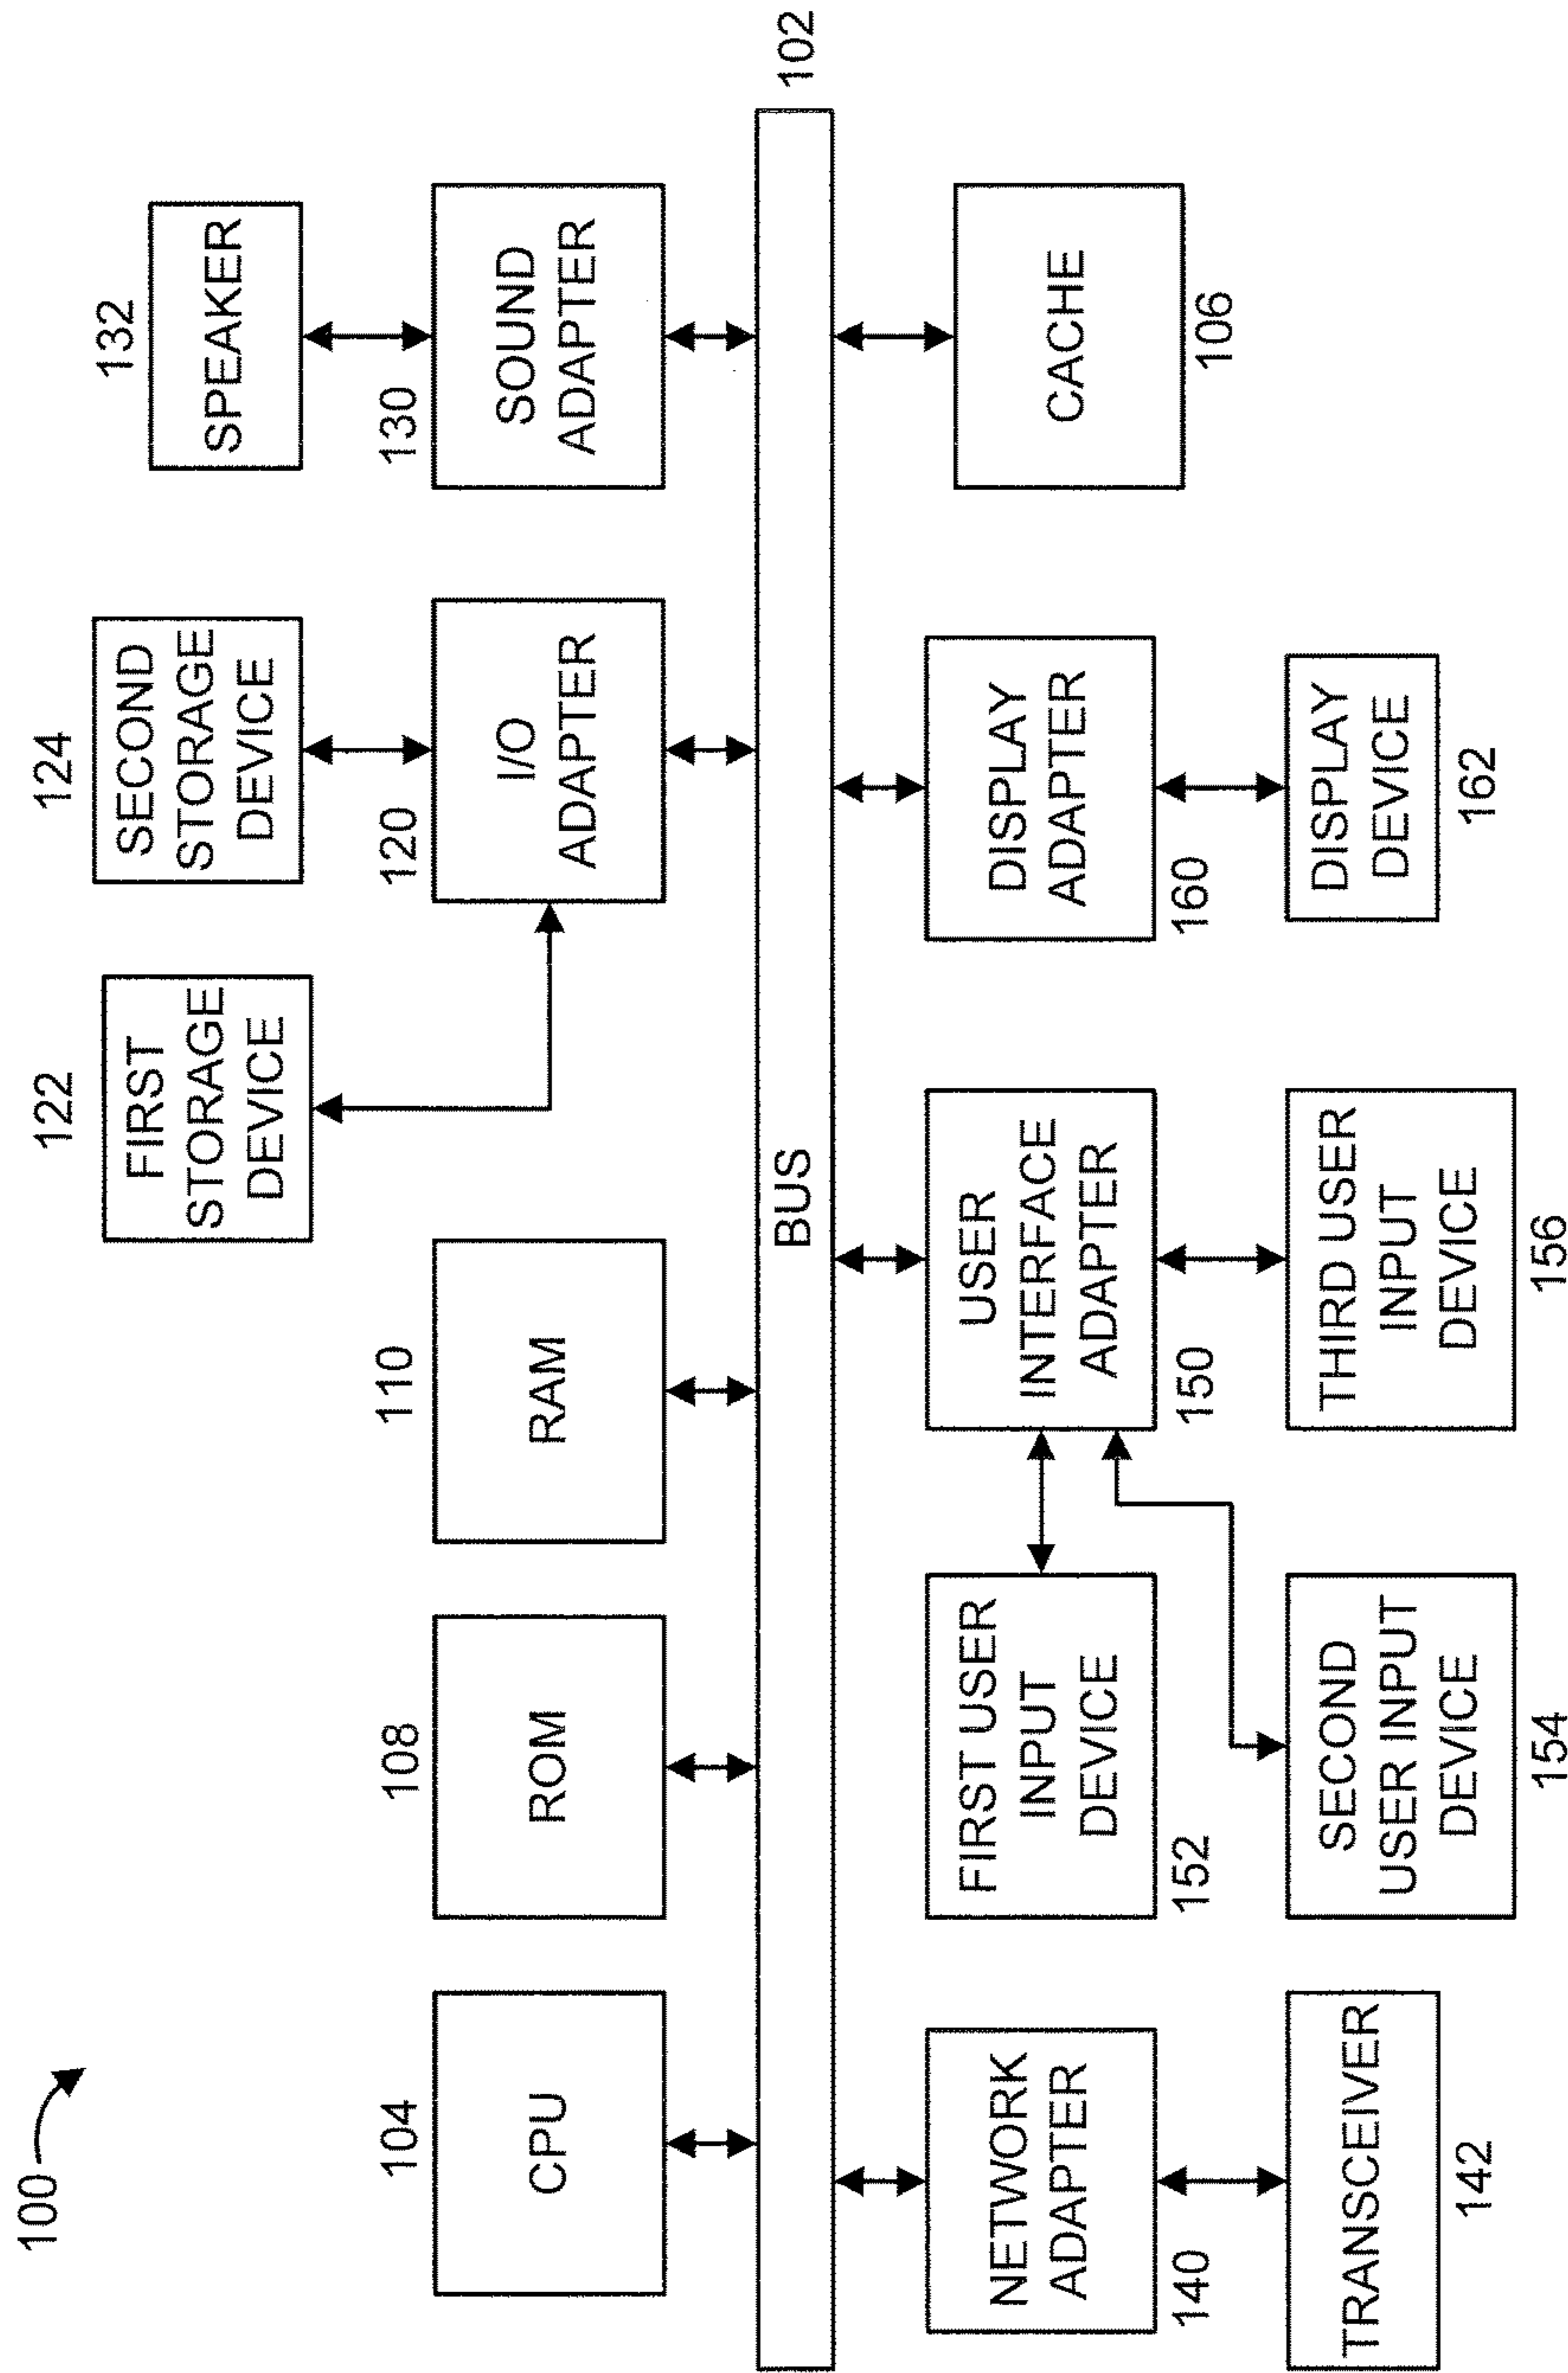 100
122
FIRST
STORAGE
DEVICE
124
SECOND
STORAGE
DEVICE
132
SPEAKER
104
CPU
108
ROM
110
RAM
120
I/O
ADAPTER
130
SOUND
ADAPTER
BUS
102
NETWORK
ADAPTER
140
FIRST USER
INPUT
DEVICE
152
USER
INTERFACE
ADAPTER
150
DISPLAY
ADAPTER
160
CACHE
106
TRANSCEIVER
142
SECOND
USER INPUT
DEVICE
154
THIRD USER
INPUT
DEVICE
156
DISPLAY
DEVICE
162